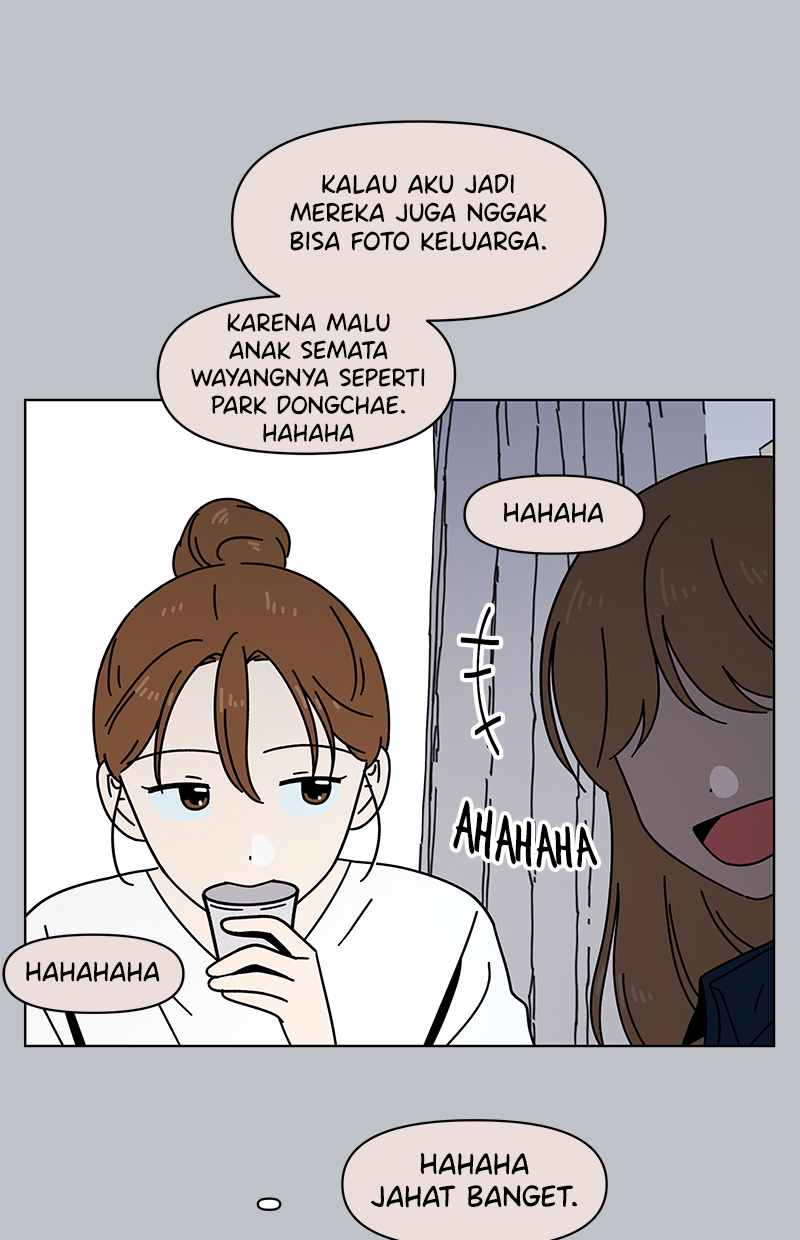 KALAU AKU JADI
MEREKA JUGA NGGAK
BISA FOTO KELUARGA.
KARENA MALU
ANAK SEMATA
WAYANGNYA SEPERTI
PARK DONGCHAE.
HAHAHA
HAHAHA
AHAHAHA
HAHAHAHA
HAHAHA
JAHAT BANGET.